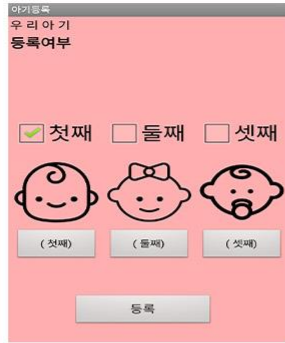 아기등록
우 리 아 기
등록여부
첫째 둘째 셋째
( 첫째) ( 둘째) ( 셋째)
등록